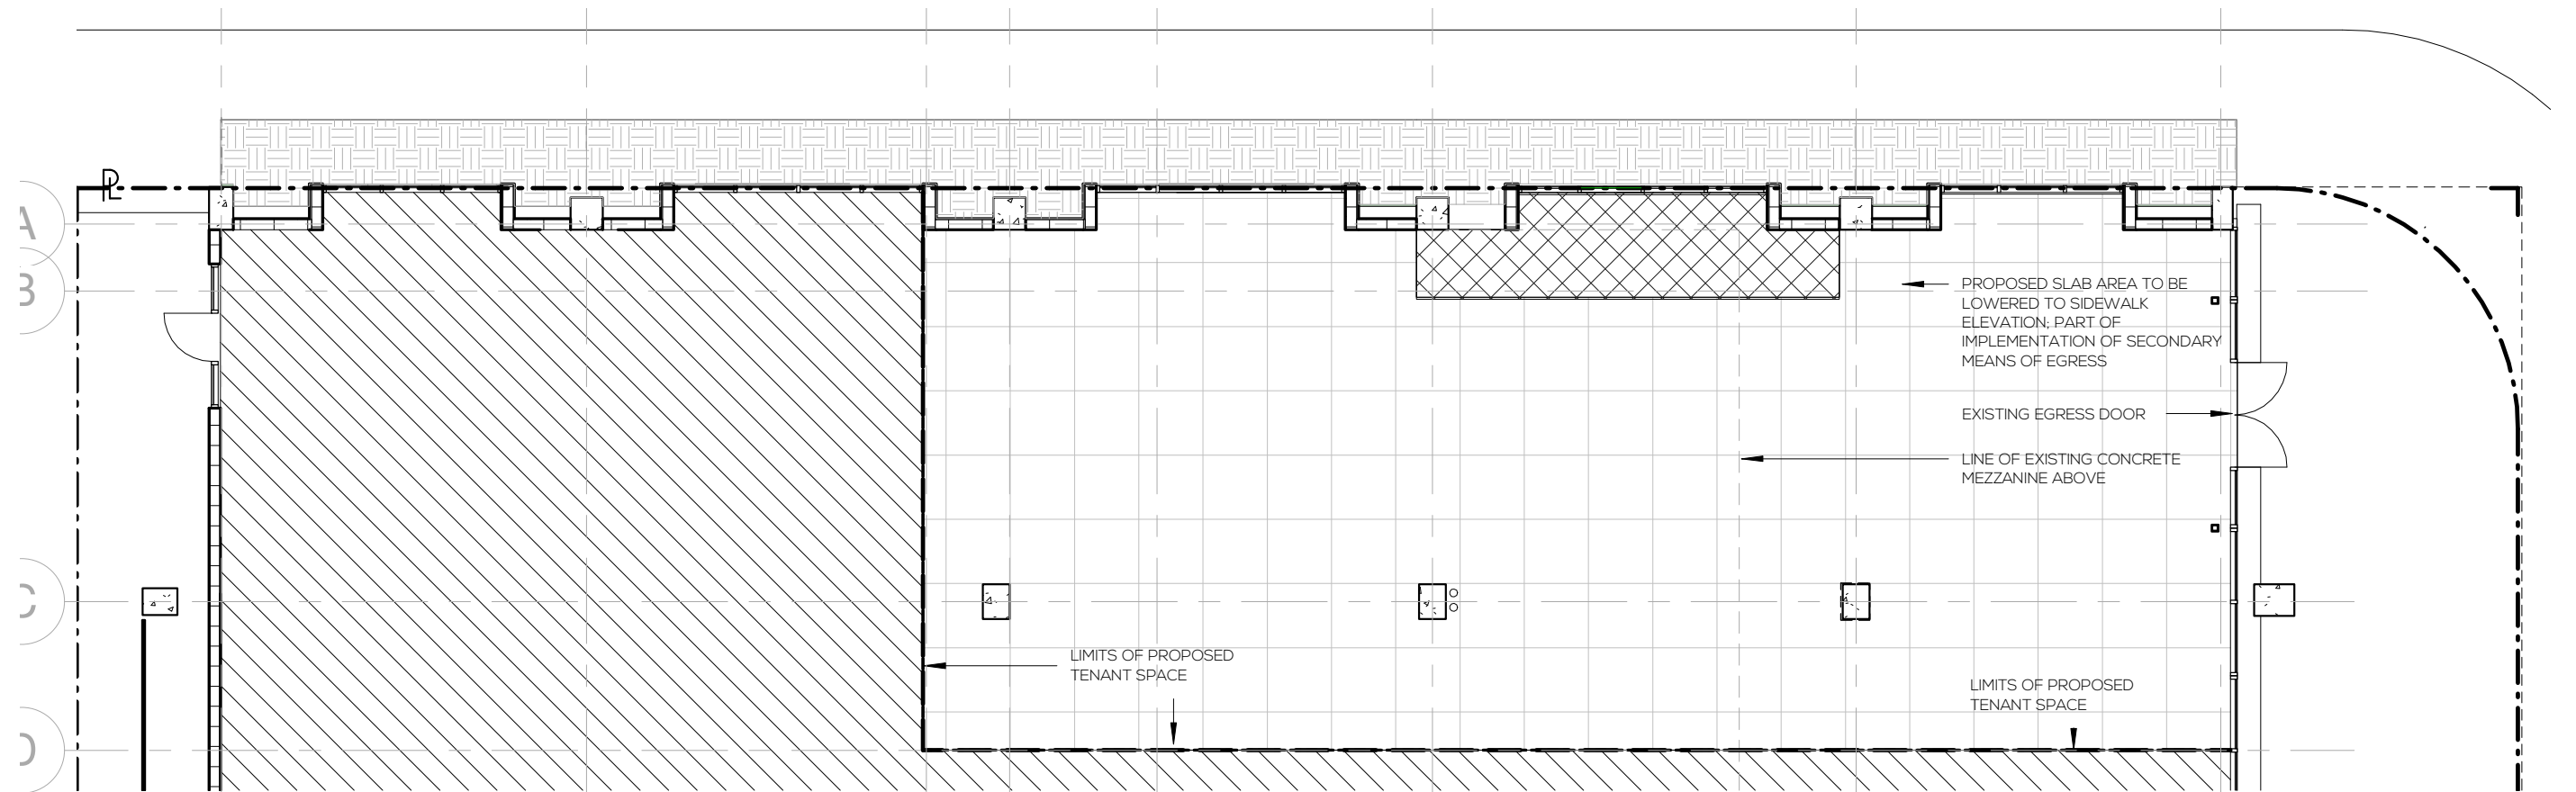 PL
A
B
PROPOSED SLAB AREA TO BE
LOWERED TO SIDEWALK
ELEVATION; PART OF
IMPLEMENTATION OF SECONDARY
MEANS OF EGRESS
EXISTING EGRESS DOOR
LINE OF EXISTING CONCRETE
MEZZANINE ABOVE
C
LIMITS OF PROPOSED
TENANT SPACE
LIMITS OF PROPOSED
TENANT SPACE
D